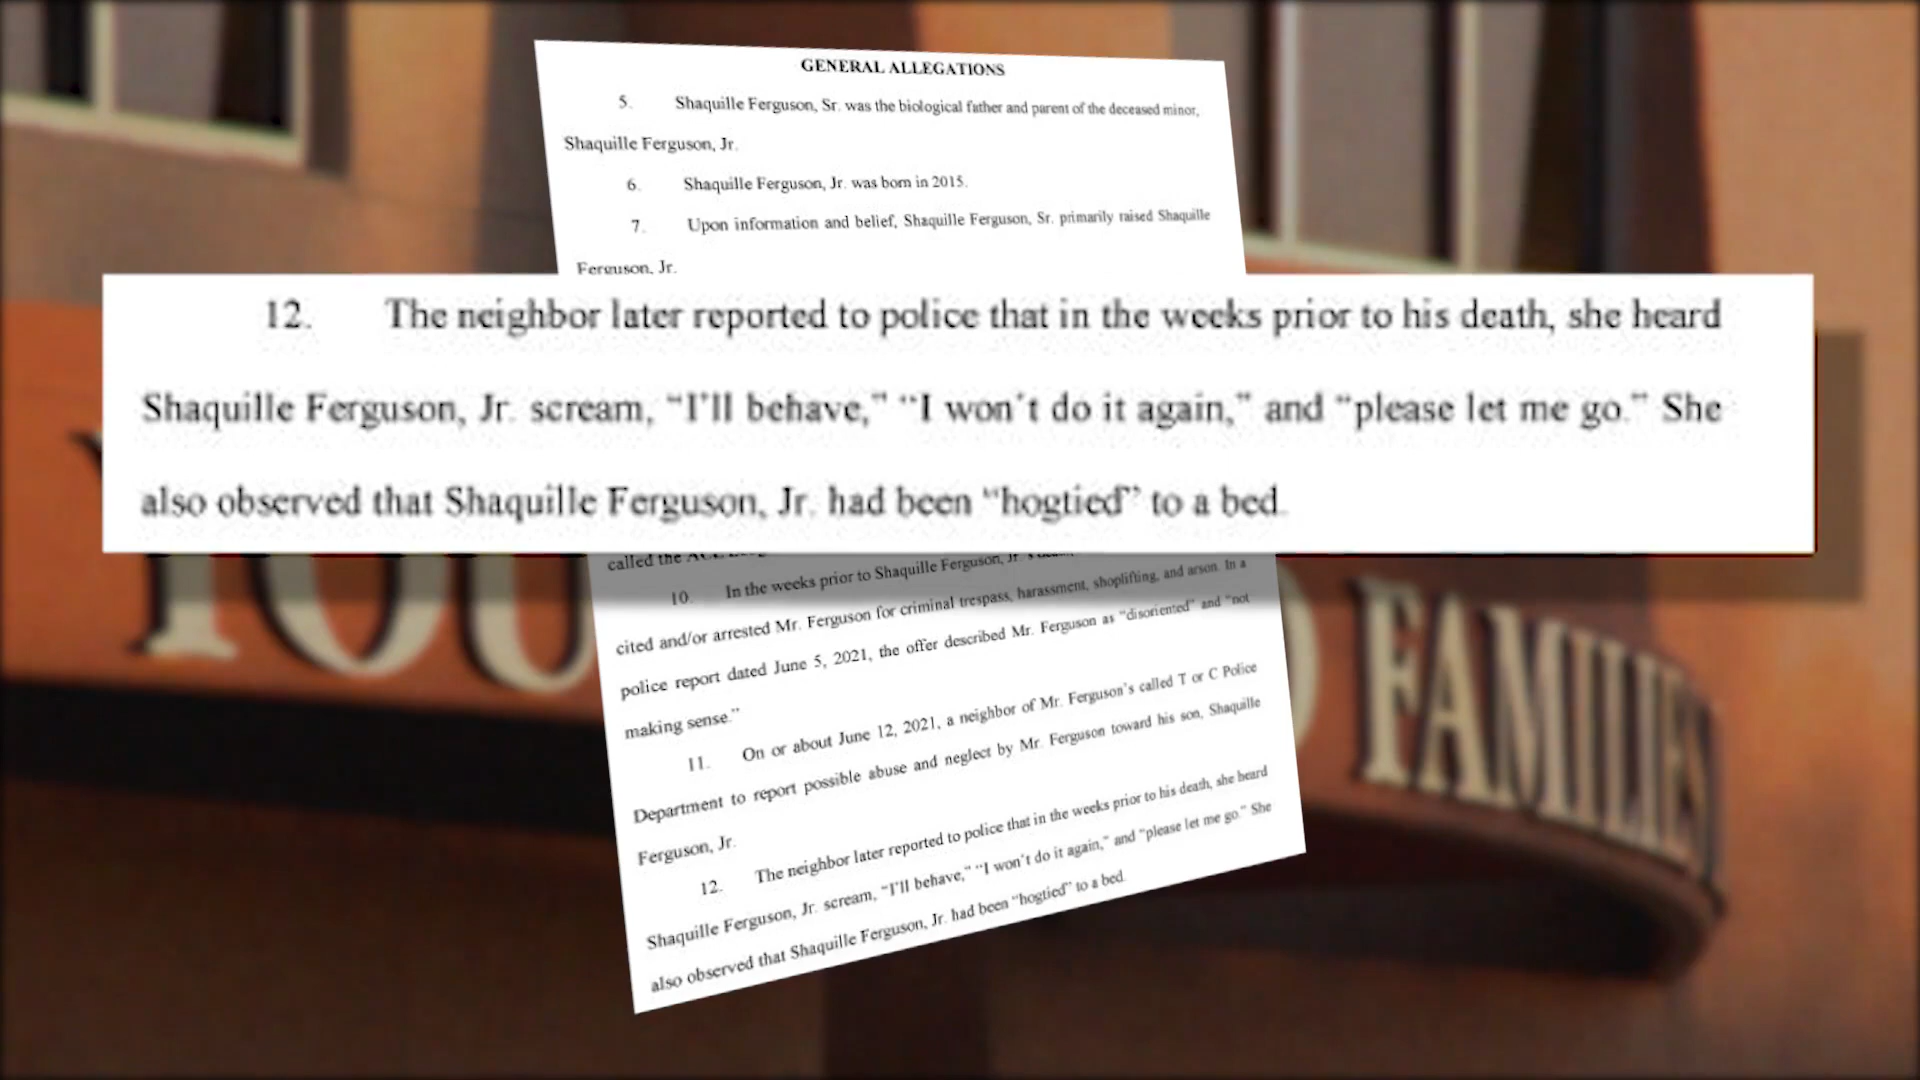 GENERAL ALLEGATIONS
5. Shaquille Ferguson, Sr. was the biological father and parent of the deceased minor,
Shaquille Ferguson, Jr.
6. Shaquille Ferguson, Jr. was born in 2015.
7. Upon information and belief, Shaquille Ferguson, Sr. primarily raised Shaquille
Ferguson, Jr.
12. The neighbor later reported to police that in the weeks prior to his death, she heard
Shaquille Ferguson, Jr. scream, “I’ll behave,” “I won’t do it again,” and “please let me go.” She
also observed that Shaquille Ferguson, Jr. had been “hogtied” to a bed.
called the
10. In the weeks prior to Shaquille Ferguson, Jr.'s
cited and/or arrested Mr. Ferguson for criminal trespass, harassment, shoplifting, and arson. In a
police report dated June 5, 2021, the offer described Mr. Ferguson as “disoriented” and “not
making sense.”
11. On or about June 12, 2021, a neighbor of Mr. Ferguson’s called T or C Police
Department to report possible abuse and neglect by Mr. Ferguson toward his son, Shaquille
Ferguson, Jr.
12. The neighbor later reported to police that in the weeks prior to his death, she heard
Shaquille Ferguson, Jr. scream, “I’ll behave,” “I won’t do it again,” and “please let me go.” She
also observed that Shaquille Ferguson, Jr. had been “hogtied” to a bed.
FAMILIES